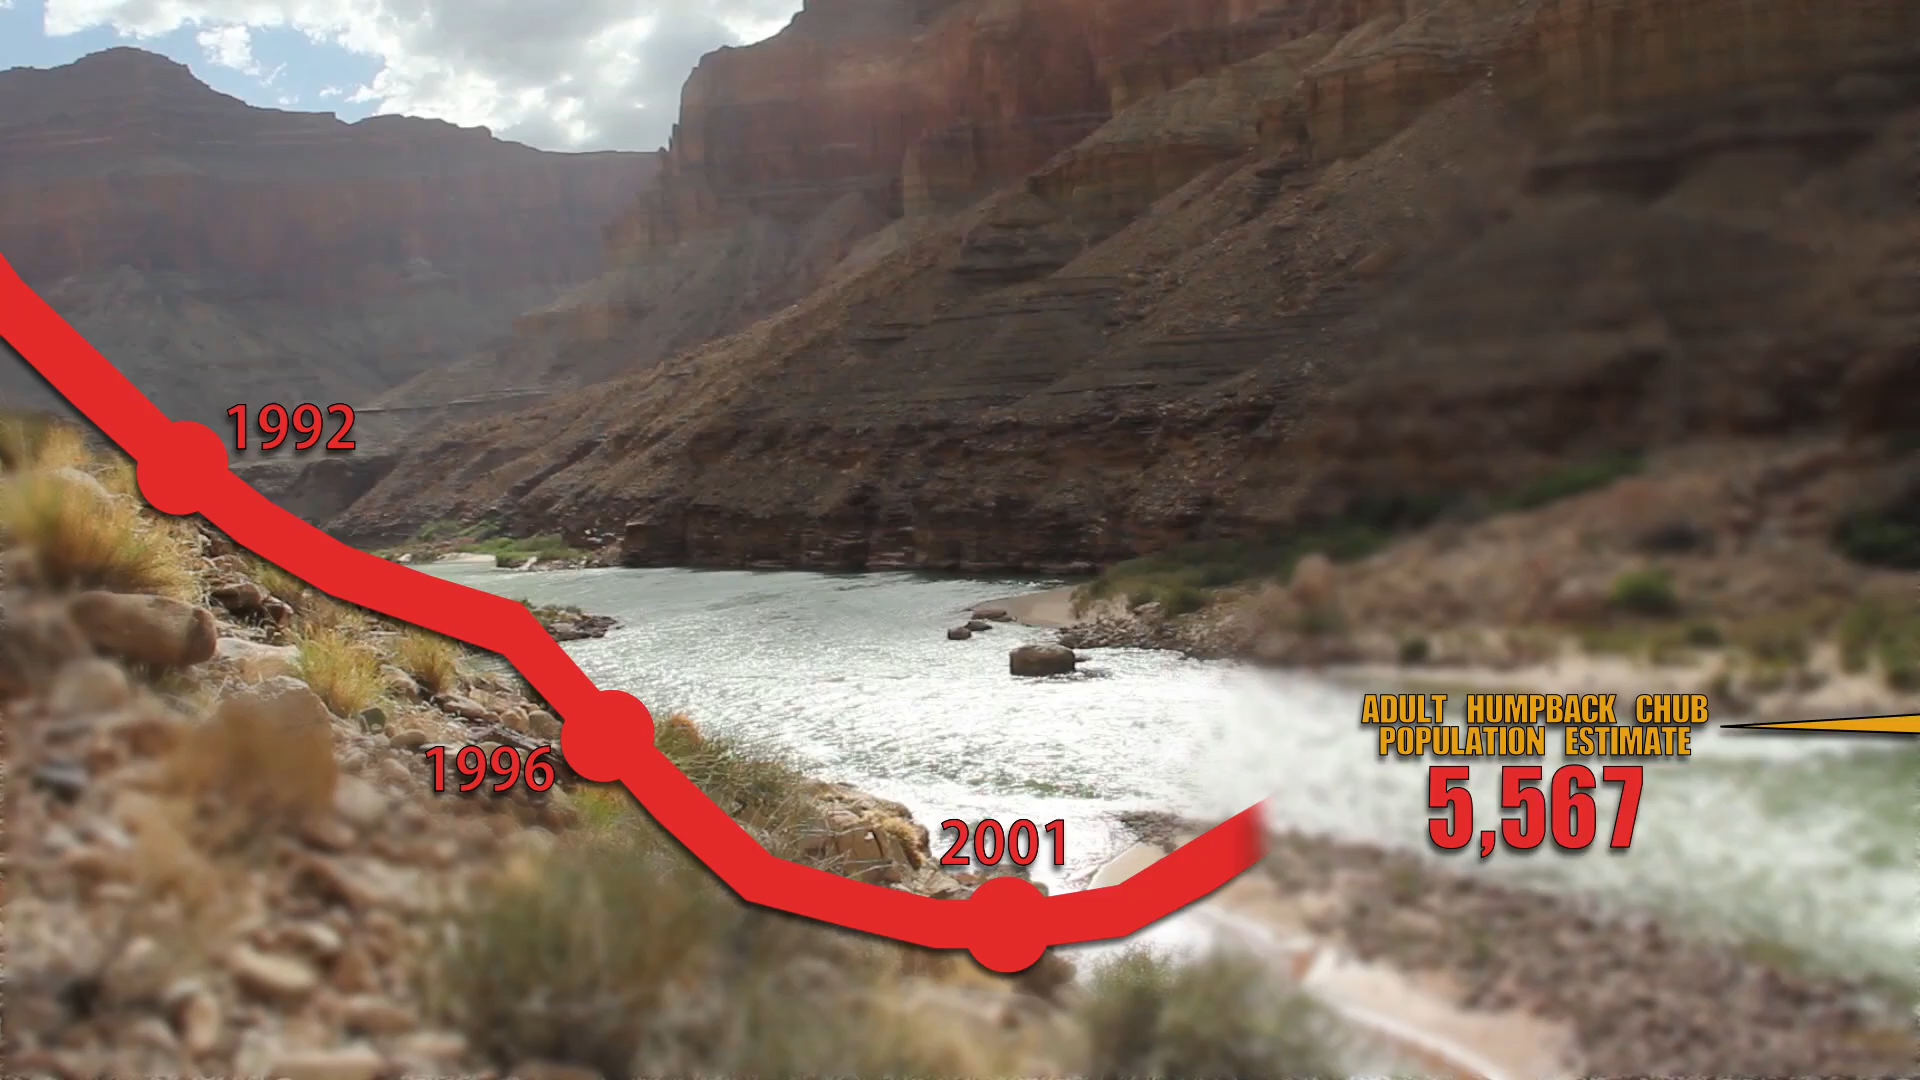 1992
1996
2001
ADULT HUMPBACK CHUB
POPULATION ESTIMATE
5,567